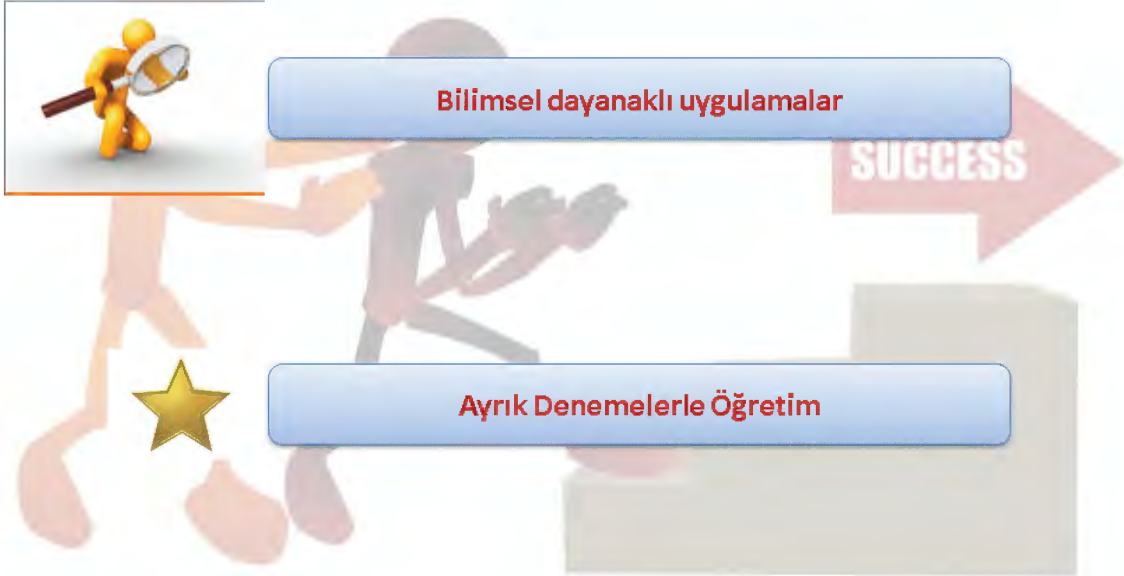 Bilimsel dayanaklı uygulamalar
SUCCESS
Ayrık Denemelerle Öğretim